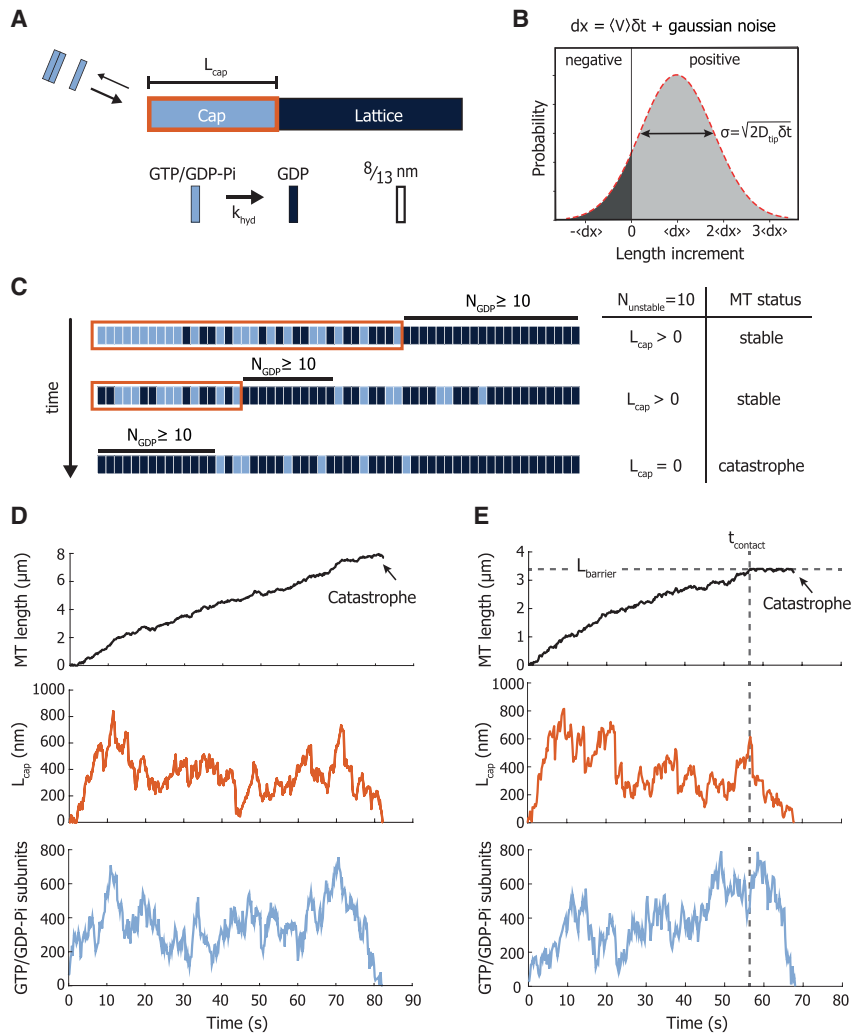 A
L_cap
Cap
Lattice
GTP/GDP-Pi
GDP
8/13 nm
k_hyd
B
dx = ⟨V⟩δt + gaussian noise
negative
positive
σ=√2D_tip δt
Probability
-‹dx›
0
‹dx›
2‹dx›
3‹dx›
Length increment
C
time
N_GDP ≥ 10
N_GDP ≥ 10
N_GDP ≥ 10
N_unstable=10
MT status
L_cap > 0
stable
L_cap > 0
stable
L_cap = 0
catastrophe
D
MT length (µm)
8
6
4
2
0
Catastrophe
L_cap (nm)
1000
800
600
400
200
0
GTP/GDP-Pi subunits
800
600
400
200
0
0 10 20 30 40 50 60 70 80 90
Time (s)
E
t_contact
MT length (µm)
4
3
2
1
0
L_barrier
Catastrophe
L_cap (nm)
1000
800
600
400
200
0
GTP/GDP-Pi subunits
800
600
400
200
0
0 10 20 30 40 50 60 70 80
Time (s)